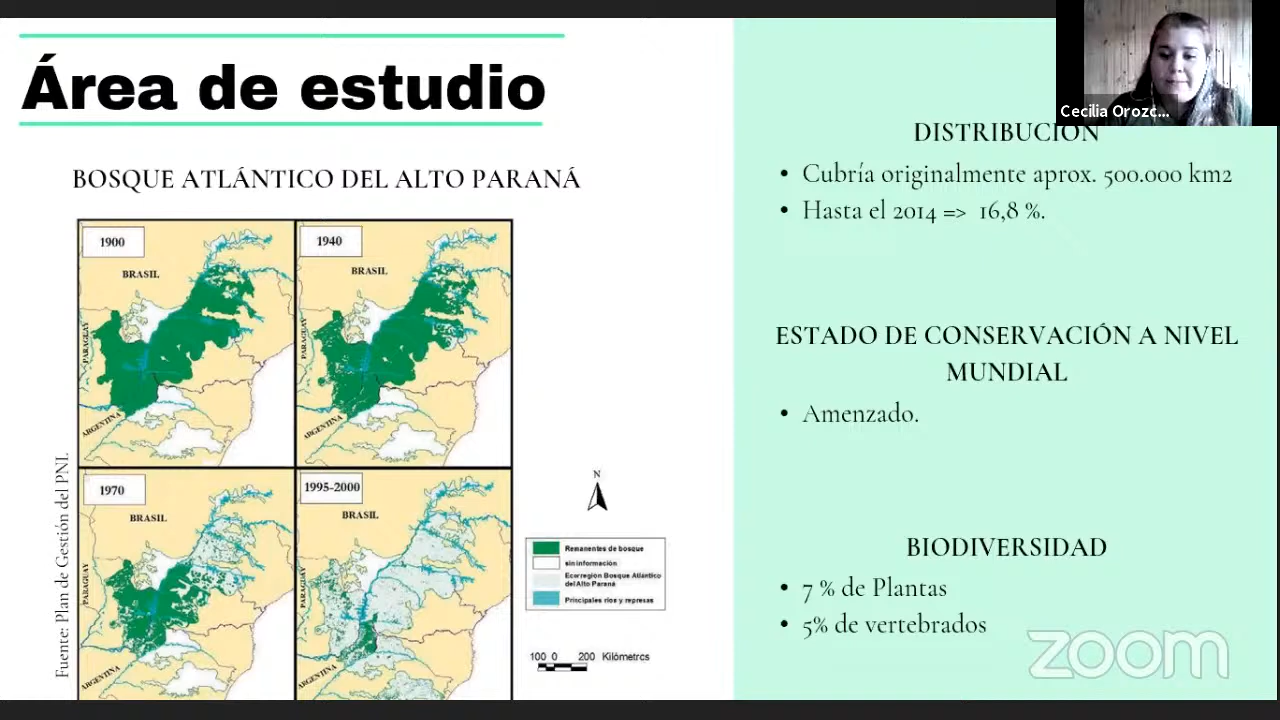 Área de estudio
Cecilia Orozc...
BOSQUE ATLÁNTICO DEL ALTO PARANÁ
1900
BRASIL
PARAGUAY
ARGENTINA
1940
BRASIL
PARAGUAY
ARGENTINA
1970
BRASIL
PARAGUAY
ARGENTINA
1995-2000
BRASIL
PARAGUAY
ARGENTINA
Fuente: Plan de Gestión del PNI.
N
Remanentes de bosque
sin información
Ecorregión Bosque Atlántico
del Alto Paraná
Principales ríos y represas
100 0 200 Kilómetros
DISTRIBUCIÓN
• Cubría originalmente aprox. 500.000 km2
• Hasta el 2014 => 16,8 %.
ESTADO DE CONSERVACIÓN A NIVEL
MUNDIAL
• Amenzado.
BIODIVERSIDAD
• 7 % de Plantas
• 5% de vertebrados
zoom